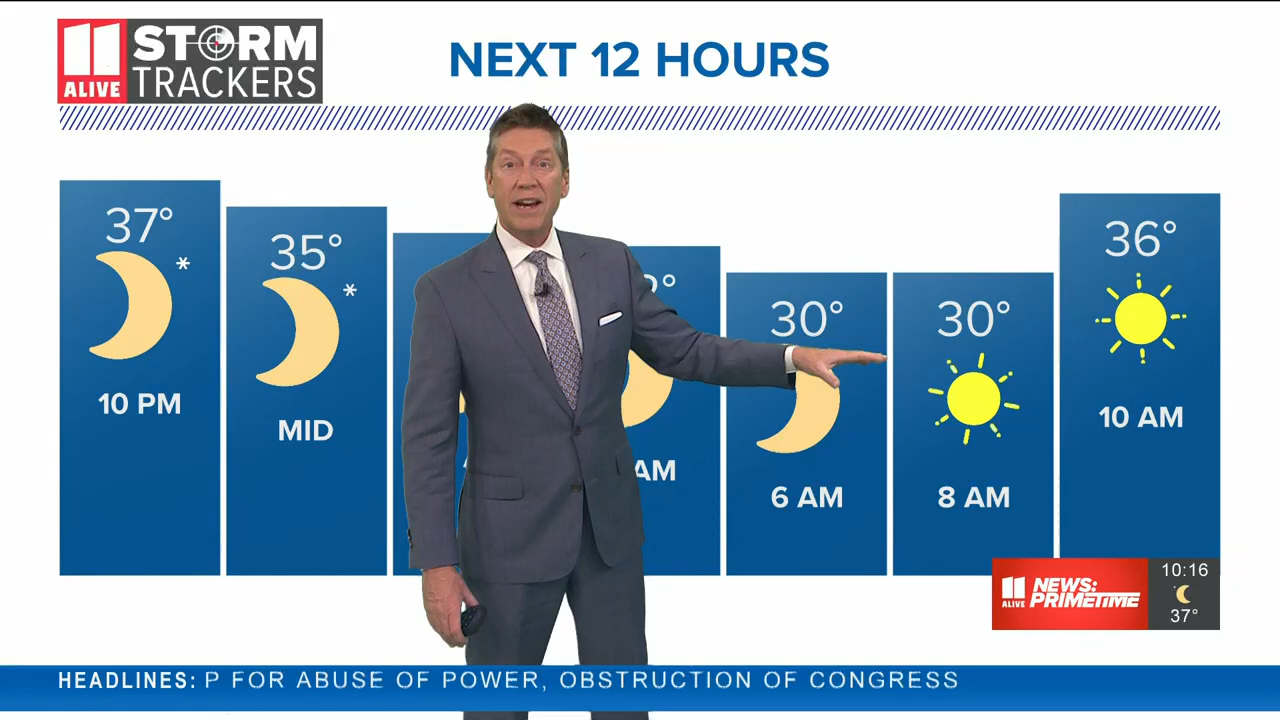 11 ALIVE
STORM
TRACKERS
NEXT 12 HOURS
37°
10 PM
35°
MID
AM
30°
6 AM
30°
8 AM
36°
10 AM
11 ALIVE
NEWS:
PRIMETIME
10:16
37°
HEADLINES: P FOR ABUSE OF POWER, OBSTRUCTION OF CONGRESS